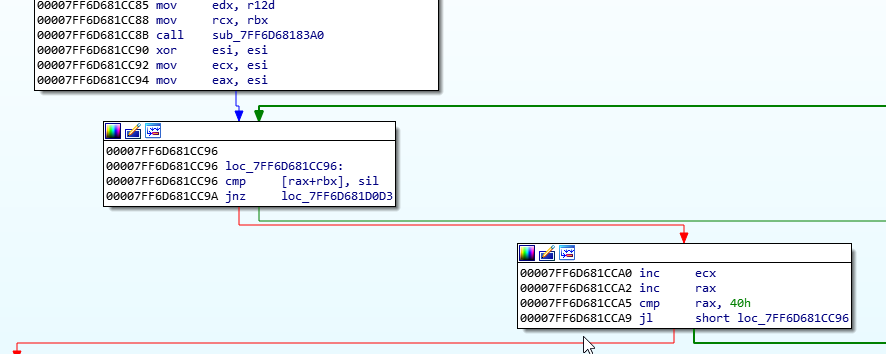 00007FF6D681CC85 mov edx, r12d
00007FF6D681CC88 mov rcx, rbx
00007FF6D681CC8B call sub_7FF6D68183A0
00007FF6D681CC90 xor esi, esi
00007FF6D681CC92 mov ecx, esi
00007FF6D681CC94 mov eax, esi
00007FF6D681CC96
00007FF6D681CC96 loc_7FF6D681CC96:
00007FF6D681CC96 cmp [rax+rbx], sil
00007FF6D681CC9A jnz loc_7FF6D681D0D3
00007FF6D681CCA0 inc ecx
00007FF6D681CCA2 inc rax
00007FF6D681CCA5 cmp rax, 40h
00007FF6D681CCA9 jl short loc_7FF6D681CC96